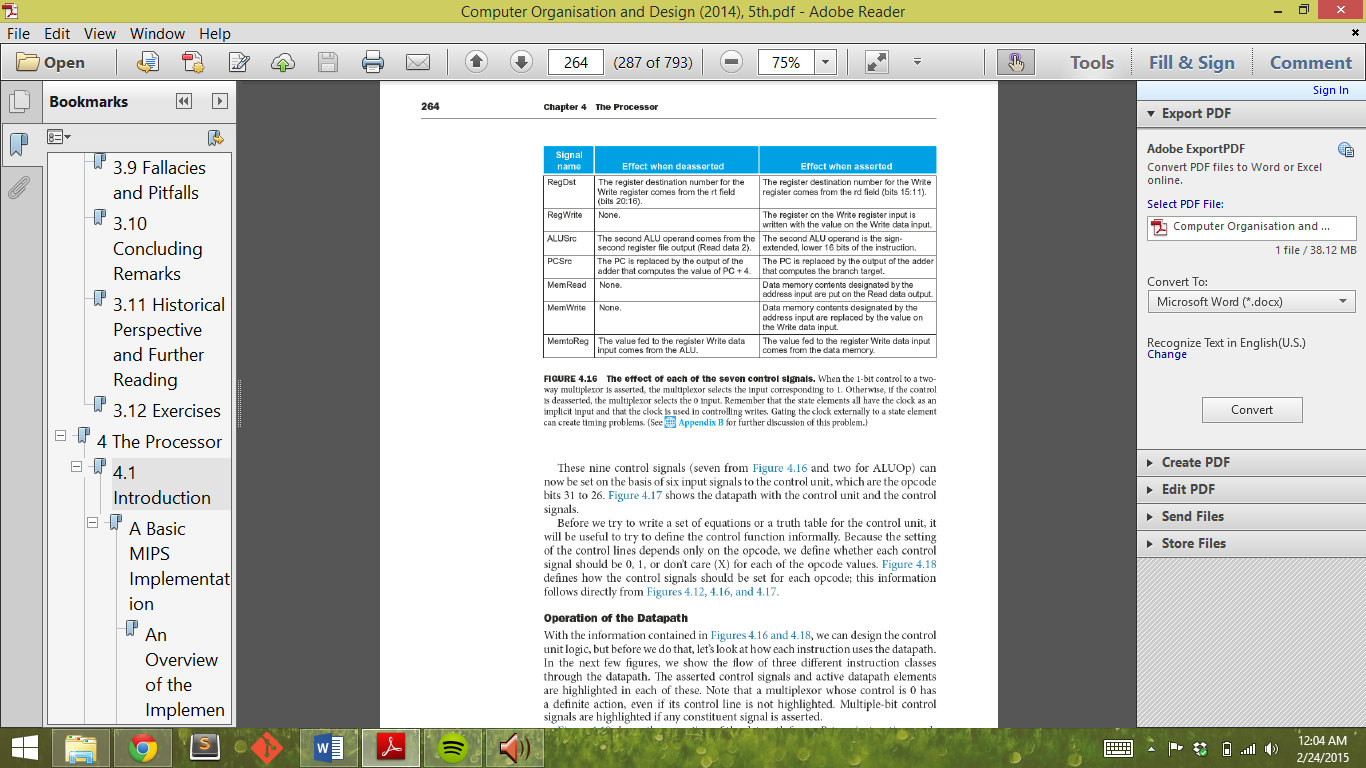 Computer Organisation and Design (2014), 5th.pdf - Adobe Reader
File Edit View Window Help
Open
264 (287 of 793)
75%
Tools Fill & Sign Comment
Sign In
Bookmarks
3.9 Fallacies
and Pitfalls
3.10
Concluding
Remarks
3.11 Historical
Perspective
and Further
Reading
3.12 Exercises
4 The Processor
4.1
Introduction
A Basic
MIPS
Implementat
ion
An
Overview
of the
Implemen
264 Chapter 4 The Processor
Signal
name Effect when deasserted Effect when asserted
RegDst The register destination number for the The register destination number for the Write
Write register comes from the rt field register comes from the rd field (bits 15:11).
(bits 20:16).
RegWrite None. The register on the Write register input is
written with the value on the Write data input.
ALUSrc The second ALU operand comes from the The second ALU operand is the sign-
second register file output (Read data 2). extended, lower 16 bits of the instruction.
PCSrc The PC is replaced by the output of the The PC is replaced by the output of the adder
adder that computes the value of PC + 4. that computes the branch target.
MemRead None. Data memory contents designated by the
address input are put on the Read data output.
MemWrite None. Data memory contents designated by the
address input are replaced by the value on
the Write data input.
MemtoReg The value fed to the register Write data The value fed to the register Write data input
input comes from the ALU. comes from the data memory.
FIGURE 4.16 The effect of each of the seven control signals. When the 1-bit control to a two-
way multiplexor is asserted, the multiplexor selects the input corresponding to 1. Otherwise, if the control
is deasserted, the multiplexor selects the 0 input. Remember that the state elements all have the clock as an
implicit input and that the clock is used in controlling writes. Gating the clock externally to a state element
can create timing problems. (See Appendix B for further discussion of this problem.)
These nine control signals (seven from Figure 4.16 and two for ALUOp) can
now be set on the basis of six input signals to the control unit, which are the opcode
bits 31 to 26. Figure 4.17 shows the datapath with the control unit and the control
signals.
Before we try to write a set of equations or a truth table for the control unit, it
will be useful to try to define the control function informally. Because the setting
of the control lines depends only on the opcode, we define whether each control
signal should be 0, 1, or don't care (X) for each of the opcode values. Figure 4.18
defines how the control signals should be set for each opcode; this information
follows directly from Figures 4.12, 4.16, and 4.17.
Operation of the Datapath
With the information contained in Figures 4.16 and 4.18, we can design the control
unit logic, but before we do that, let's look at how each instruction uses the datapath.
In the next few figures, we show the flow of three different instruction classes
through the datapath. The asserted control signals and active datapath elements
are highlighted in each of these. Note that a multiplexor whose control is 0 has
a definite action, even if its control line is not highlighted. Multiple-bit control
signals are highlighted if any constituent signal is asserted.
Export PDF
Adobe ExportPDF
Convert PDF files to Word or Excel
online.
Select PDF File:
Computer Organisation and ...
1 file / 38.12 MB
Convert To:
Microsoft Word (*.docx)
Recognize Text in English(U.S.)
Change
Convert
Create PDF
Edit PDF
Send Files
Store Files
12:04 AM
2/24/2015